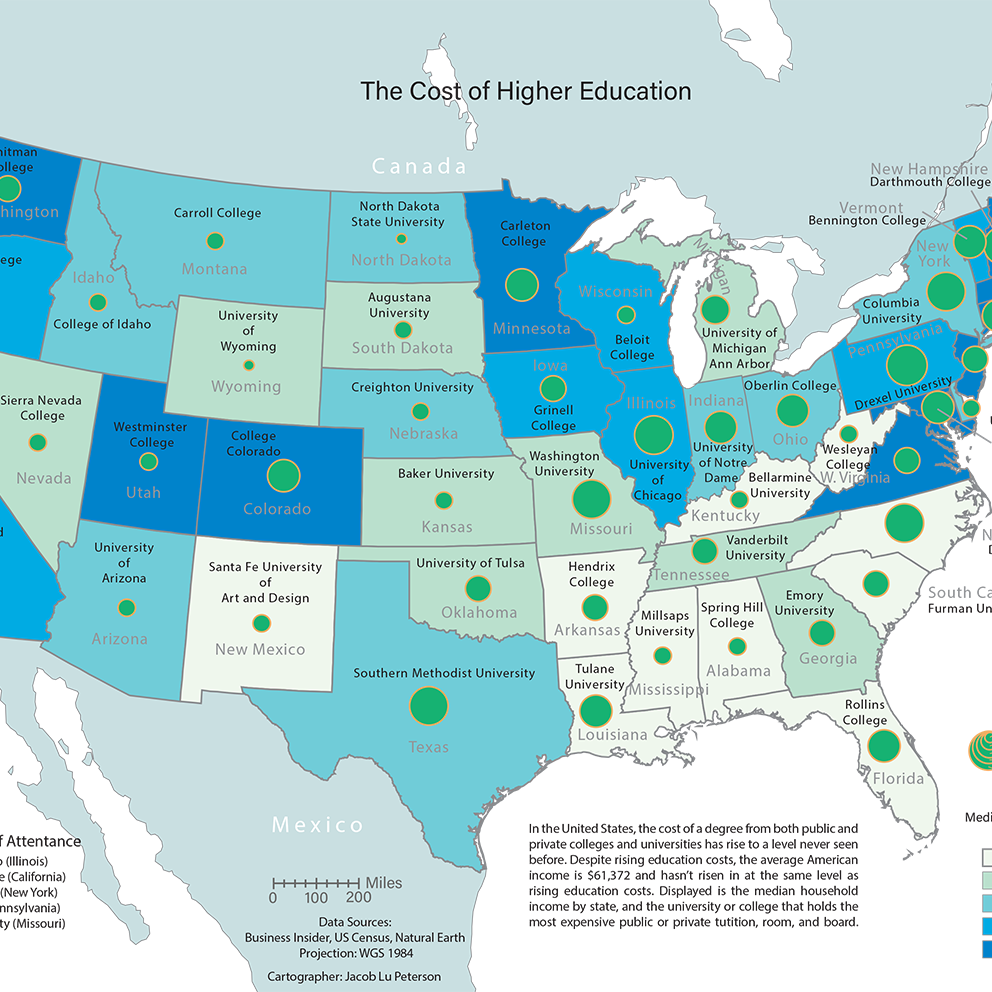 The Cost of Higher Education
Canada
New Hampshire
Darthmouth College
Vermont
Bennington College
New
York
Columbia
University
Pennsylvania
Drexel University
hitman
ollege
hington
ege
Idaho
College of Idaho
Carroll College
Montana
North Dakota
State University
North Dakota
Carleton
College
Minnesota
Augustana
University
South Dakota
University
of
Wyoming
Wyoming
Wisconsin
Beloit
College
Michigan
University of
Michigan
Ann Arbor
Iowa
Grinell
College
Creighton University
Nebraska
Sierra Nevada
College
Nevada
Westminster
College
Utah
College
Colorado
Colorado
Baker University
Kansas
Washington
University
Missouri
Illinois
University
of
Chicago
Indiana
University
of Notre
Dame
Oberlin College
Ohio
Wesleyan
College
W. Virginia
Bellarmine
University
Kentucky
Vanderbilt
University
Tennessee
N
D
d
University
of
Arizona
Arizona
Santa Fe University
of
Art and Design
New Mexico
University of Tulsa
Oklahoma
Hendrix
College
Arkansas
Millsaps
University
Mississippi
Spring Hill
College
Alabama
Emory
University
Georgia
South Ca
Furman Un
Southern Methodist University
Texas
Tulane
University
Louisiana
Rollins
College
Florida
Mexico
Miles
0 100 200
Data Sources:
Business Insider, US Census, Natural Earth
Projection: WGS 1984
Cartographer: Jacob Lu Peterson
f Attentance
o (Illinois)
e (California)
(New York)
nnsylvania)
ty (Missouri)
In the United States, the cost of a degree from both public and
private colleges and universities has rise to a level never seen
before. Despite rising education costs, the average American
income is $61,372 and hasn't risen in at the same level as
rising education costs. Displayed is the median household
income by state, and the university or college that holds the
most expensive public or private tutition, room, and board.
Medi